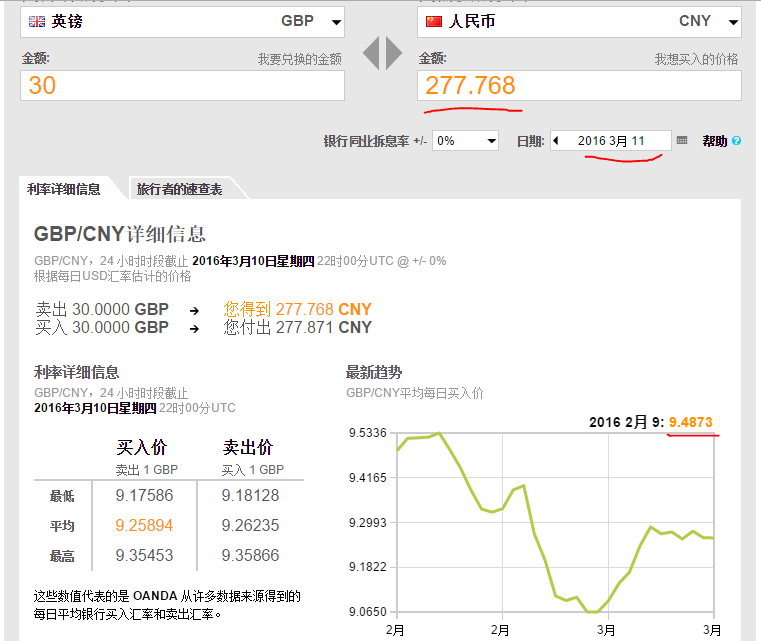 英镑 GBP
人民币 CNY
金额: 我要兑换的金额
金额: 我想买入的价格
30
277.768
银行同业拆息率 +/- 0% 日期: 2016 3月 11 帮助 ?
利率详细信息 旅行者的速查表
GBP/CNY详细信息
GBP/CNY，24 小时时段截止 2016年3月10日星期四 22时00分UTC @ +/- 0%
根据每日USD汇率估计的价格
卖出 30.0000 GBP → 您得到 277.768 CNY
买入 30.0000 GBP → 您付出 277.871 CNY
利率详细信息
GBP/CNY，24 小时时段截止
2016年3月10日星期四 22时00分UTC
买入价 卖出价
卖出 1 GBP 买入 1 GBP
最低 9.17586 9.18128
平均 9.25894 9.26235
最高 9.35453 9.35866
这些数值代表的是 OANDA 从许多数据来源得到的
每日平均银行买入汇率和卖出汇率。
最新趋势
GBP/CNY平均每日买入价
2016 2月 9: 9.4873
9.5336
9.4165
9.2993
9.1822
9.0650
2月 2月 3月 3月